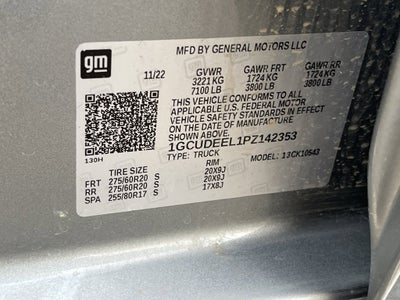 gm
MFD BY GENERAL MOTORS LLC
11/22 GVWR GAWR FRT GAWR RR
3221 KG 1724 KG 1724 KG
7100 LB 3800 LB 3800 LB
THIS VEHICLE CONFORMS TO ALL APPLICABLE
U.S. FEDERAL MOTOR
VEHICLE SAFETY STANDARDS IN EFFECT ON THE DATE OF MANUFACTURE
SHOWN ABOVE.
1GCUDEEL1PZ142353
TYPE: TRUCK MODEL: 13CK10543
130H
TIRE SIZE RIM
FRT 275/60R20 S 20X9J
RR 275/60R20 S 20X9J
SPA 255/80R17 S 17X8J